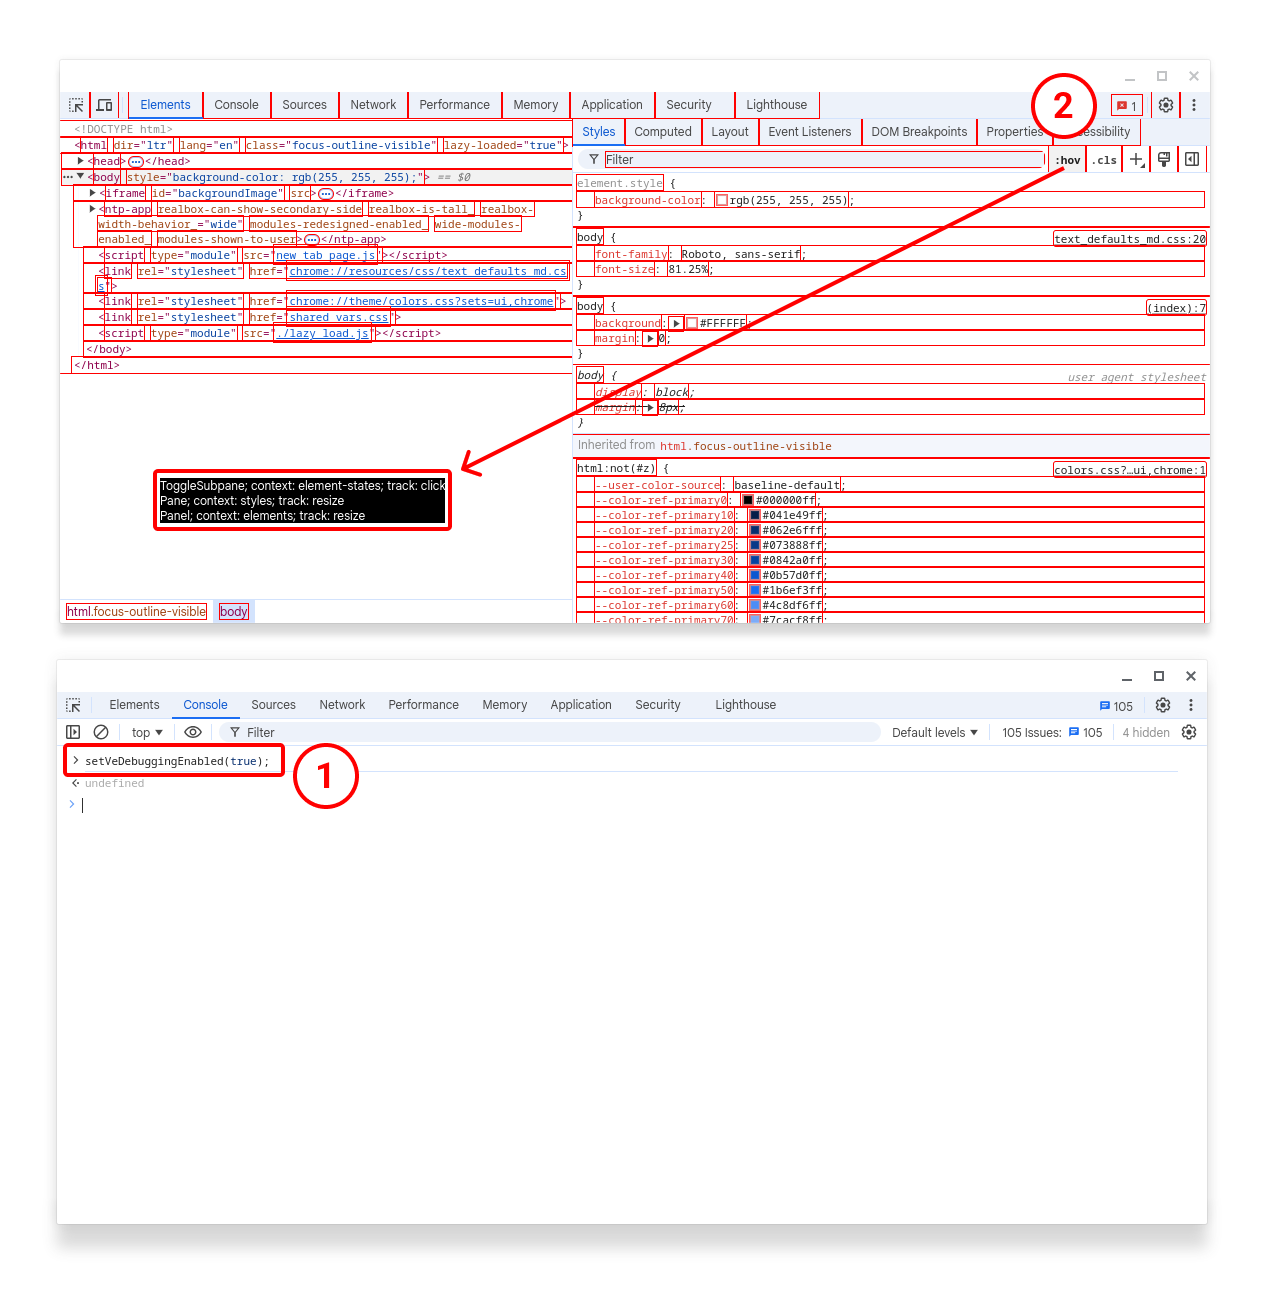 Elements Console Sources Network Performance Memory Application Security Lighthouse 2 1
<!DOCTYPE html>
<html dir="ltr" lang="en" class="focus-outline-visible" lazy-loaded="true">
<head>…</head>
<body style="background-color: rgb(255, 255, 255);"> == $0
<iframe id="backgroundImage" src>…</iframe>
<ntp-app realbox-can-show-secondary-side realbox-is-tall_ realbox-
width-behavior_="wide" modules-redesigned-enabled_ wide-modules-
enabled_ modules-shown-to-user>…</ntp-app>
<script type="module" src="new_tab_page.js"></script>
<link rel="stylesheet" href="chrome://resources/css/text_defaults_md.cs
s">
<link rel="stylesheet" href="chrome://theme/colors.css?sets=ui,chrome">
<link rel="stylesheet" href="shared_vars.css">
<script type="module" src="./lazy_load.js"></script>
</body>
</html>
ToggleSubpane; context: element-states; track: click
Pane; context: styles; track: resize
Panel; context: elements; track: resize
html.focus-outline-visible body
Styles Computed Layout Event Listeners DOM Breakpoints Properties
Filter :hov .cls
element.style {
background-color: rgb(255, 255, 255);
}
body { text_defaults_md.css:20
font-family: Roboto, sans-serif;
font-size: 81.25%;
}
body { (index):7
background: #FFFFFF;
margin: 0;
}
body { user agent stylesheet
display: block;
margin: 8px;
}
Inherited from html.focus-outline-visible
html:not(#z) { colors.css?…ui,chrome:1
--user-color-source: baseline-default;
--color-ref-primary0: #000000ff;
--color-ref-primary10: #041e49ff;
--color-ref-primary20: #062e6fff;
--color-ref-primary25: #073888ff;
--color-ref-primary30: #0842a0ff;
--color-ref-primary40: #0b57d0ff;
--color-ref-primary50: #1b6ef3ff;
--color-ref-primary60: #4c8df6ff;
--color-ref-primary70: #7cacf8ff;
Elements Console Sources Network Performance Memory Application Security Lighthouse 105
top Filter Default levels 105 Issues: 105 4 hidden
> setVeDebuggingEnabled(true);
1
undefined
>